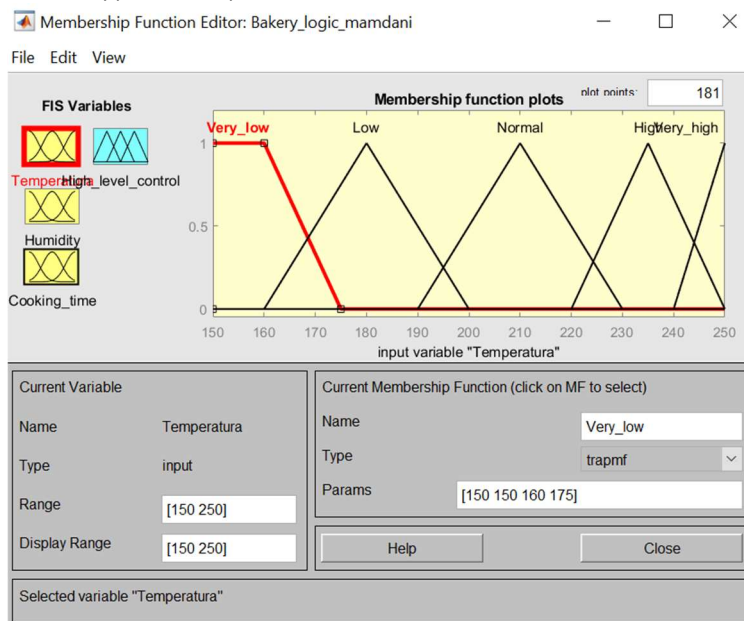 Membership Function Editor: Bakery_logic_mamdani
File Edit View
FIS Variables
Temperatura
High_level_control
Humidity
Cooking_time
Membership function plots
plot points:
181
Very_low
Low
Normal
High
Very_high
1
0.5
0
150 160 170 180 190 200 210 220 230 240 250
input variable "Temperatura"
Current Variable
Name Temperatura
Type input
Range [150 250]
Display Range [150 250]
Current Membership Function (click on MF to select)
Name Very_low
Type trapmf
Params [150 150 160 175]
Help
Close
Selected variable "Temperatura"